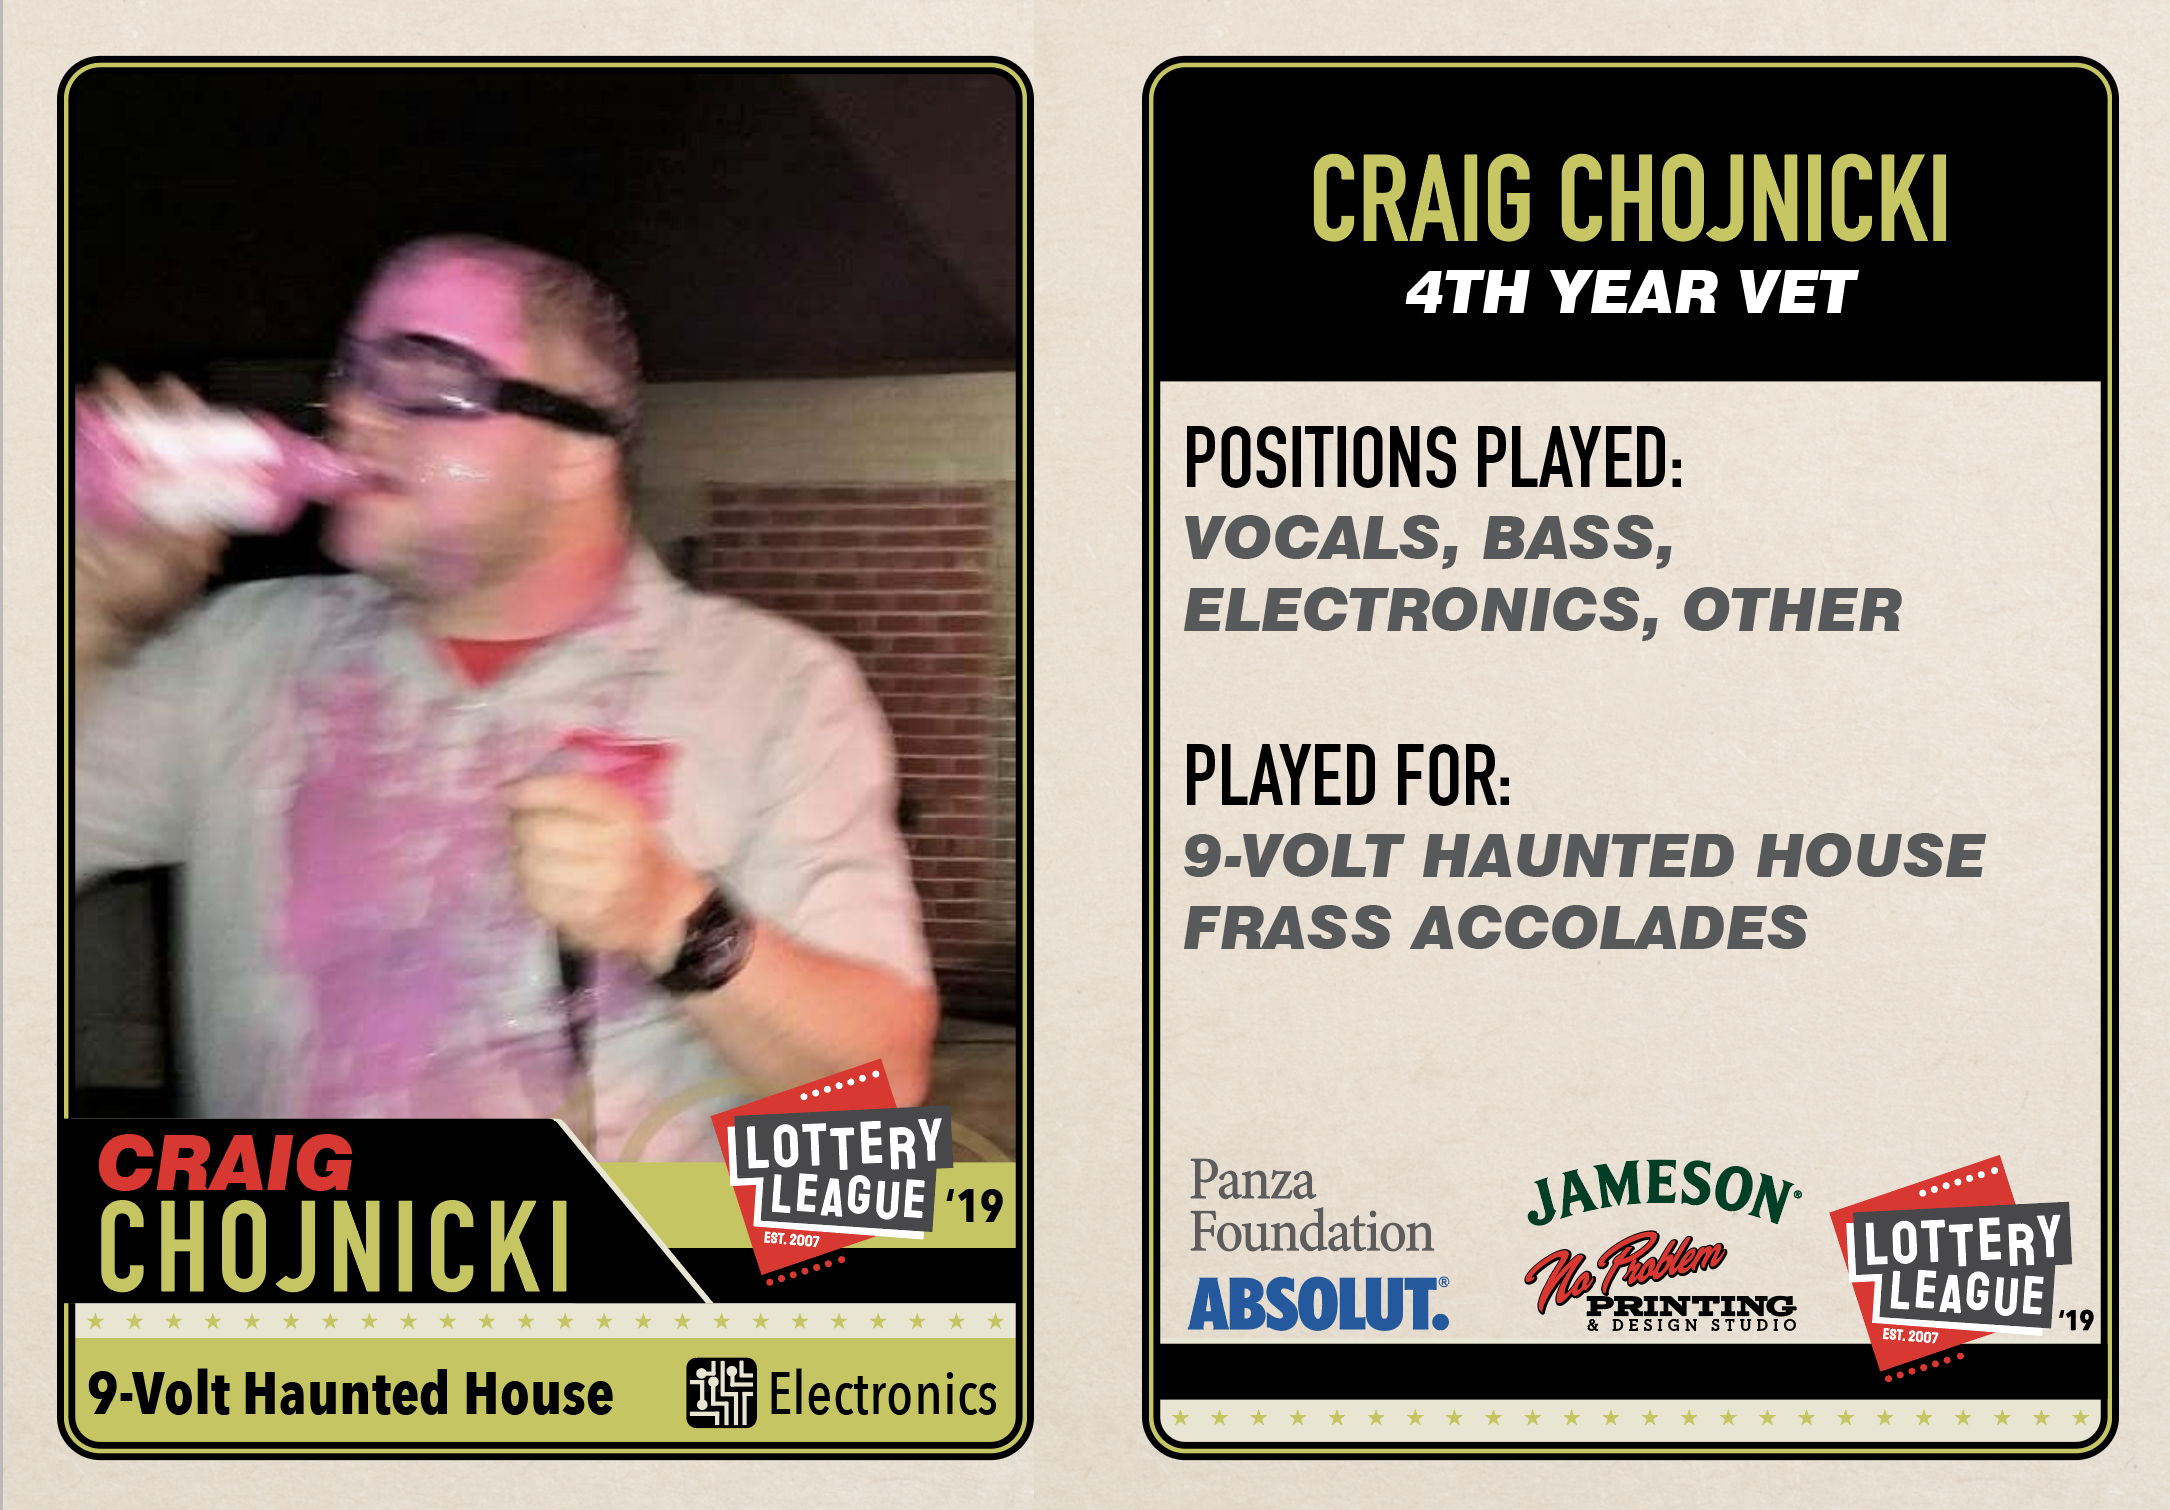 CRAIG
CHOJNICKI
LOTTERY
LEAGUE
EST. 2007
'19
9-Volt Haunted House
Electronics
CRAIG CHOJNICKI
4TH YEAR VET
POSITIONS PLAYED:
VOCALS, BASS,
ELECTRONICS, OTHER
PLAYED FOR:
9-VOLT HAUNTED HOUSE
FRASS ACCOLADES
Panza
Foundation
ABSOLUT.®
JAMESON®
No Problem
PRINTING
& DESIGN STUDIO
LOTTERY
LEAGUE
EST. 2007
'19